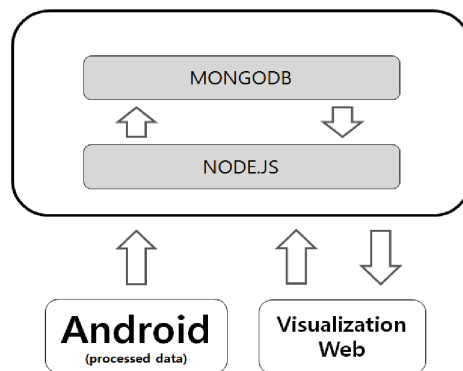 MONGODB
NODE.JS
Android
(processed data)
Visualization
Web